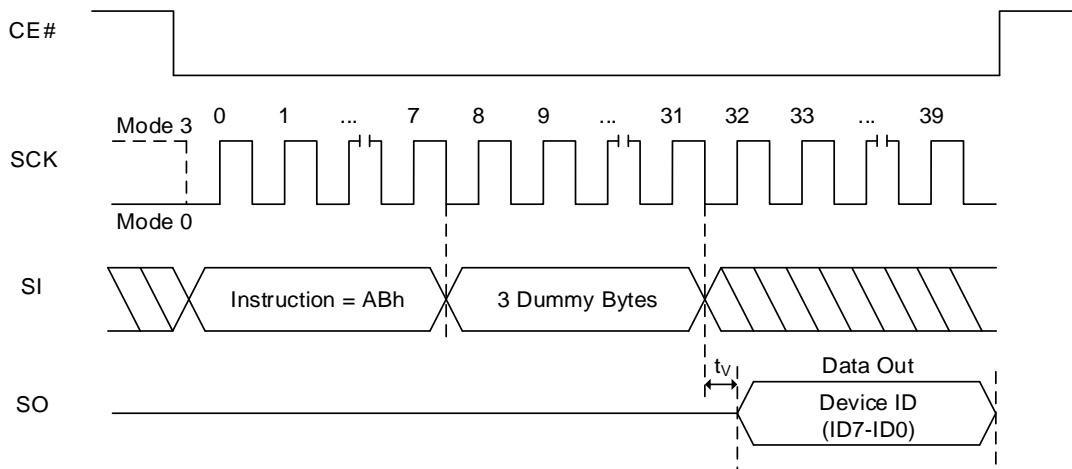 CE#
Mode 3
0 1 ... 7 8 9 ... 31 32 33 ... 39
SCK
Mode 0
SI
Instruction = ABh
3 Dummy Bytes
tV
Data Out
SO
Device ID
(ID7-ID0)